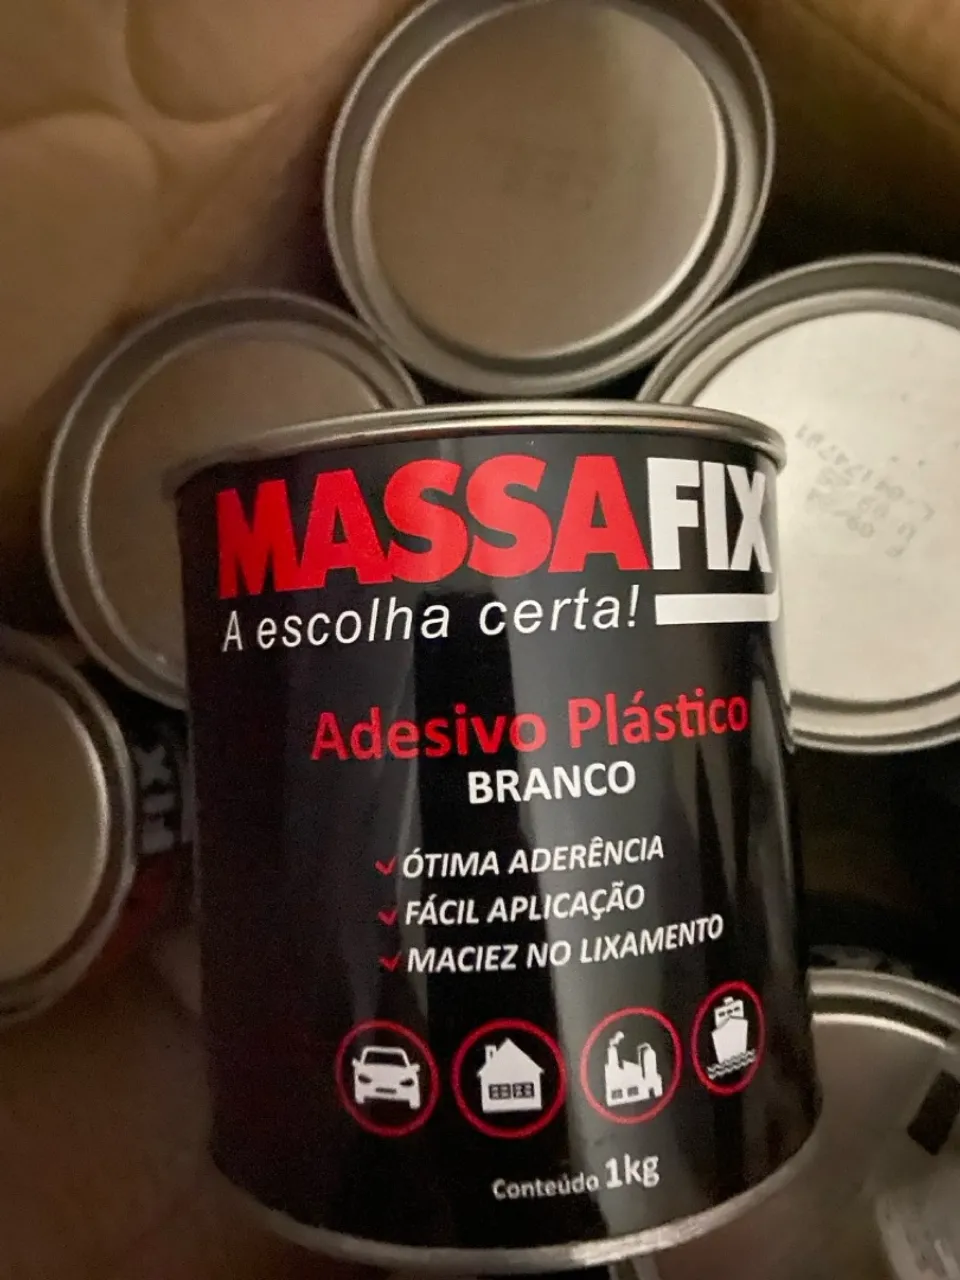 MASSAFIX
A escolha certa!
Adesivo Plástico
BRANCO
ÓTIMA ADERÊNCIA
FÁCIL APLICAÇÃO
MACIEZ NO LIXAMENTO
Conteúdo 1kg